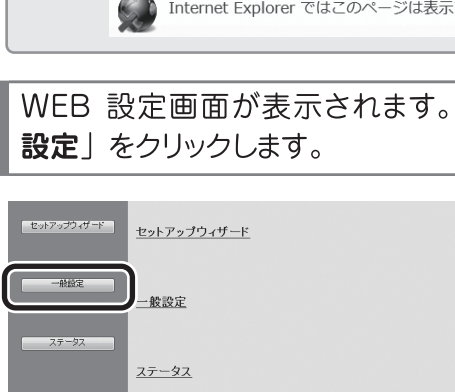 Internet Explorer ではこのページは表示
WEB 設定画面が表示されます。
設定」をクリックします。
セットアップウィザード
セットアップウィザード
一般設定
一般設定
ステータス
ステータス